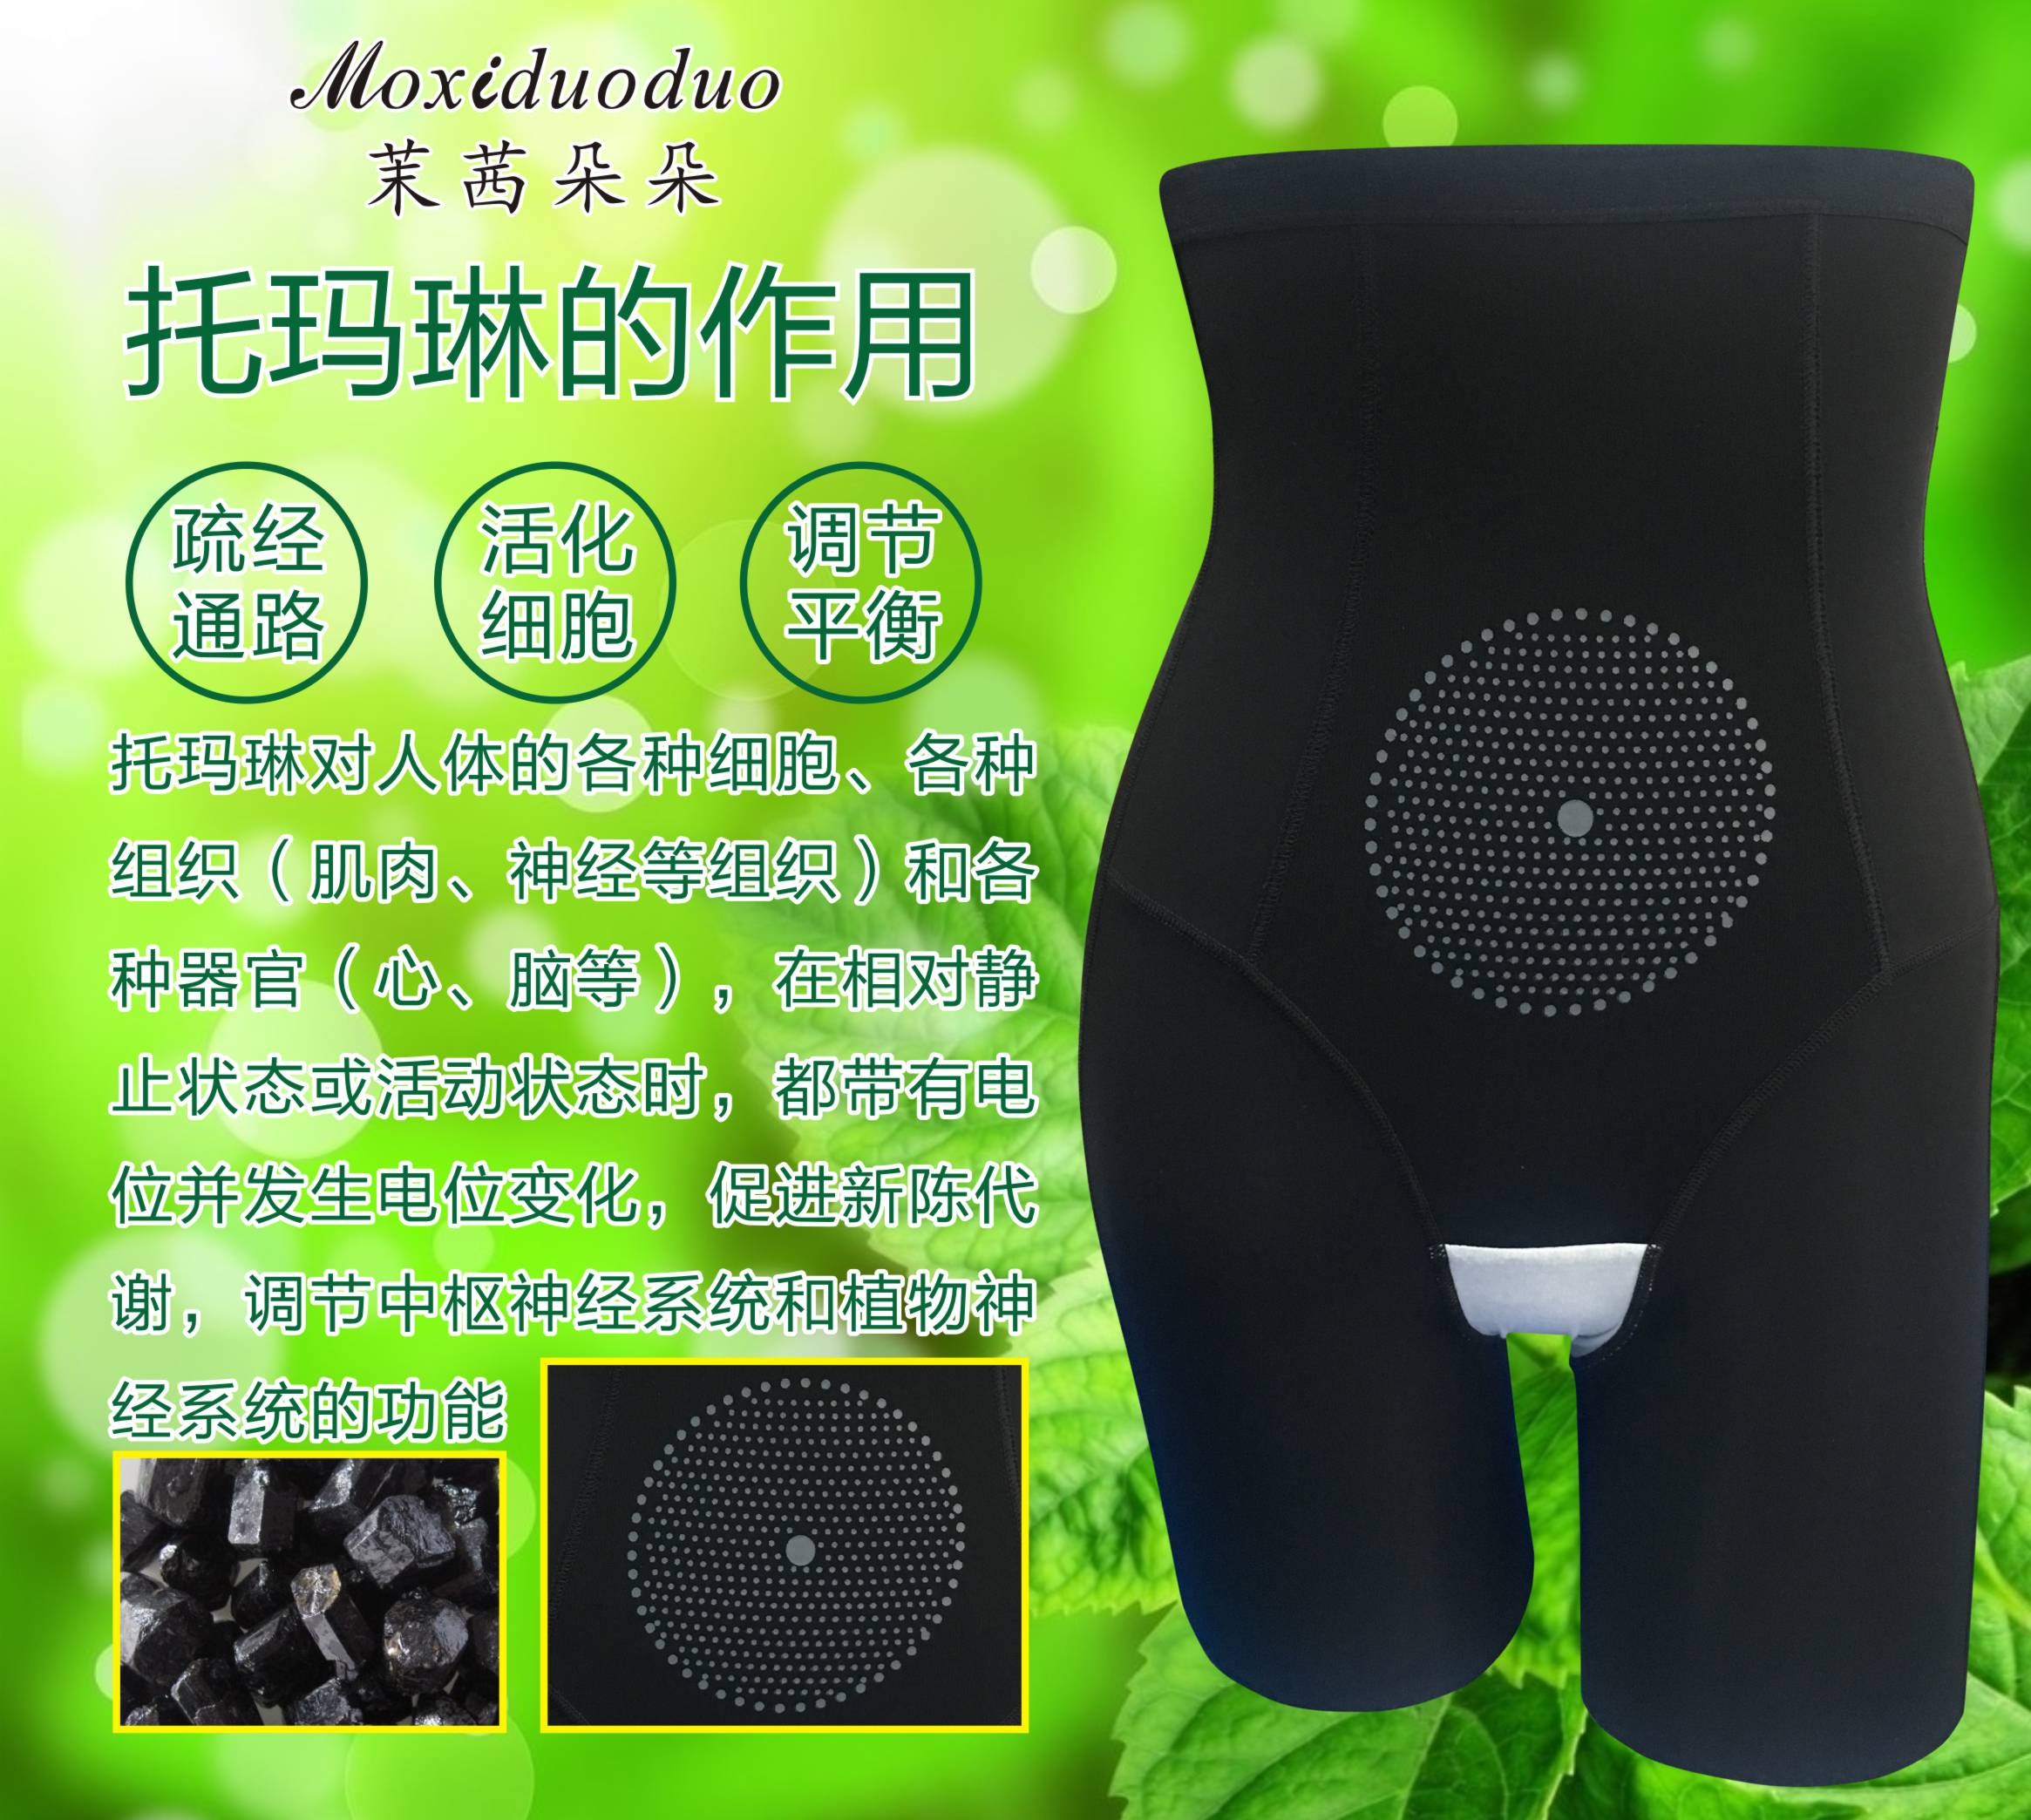 Moxiduoduo
茉茜朵朵
托玛琳的作用
疏经
通路
活化
细胞
调节
平衡
托玛琳对人体的各种细胞、各种
组织（肌肉、神经等组织）和各
种器官（心、脑等），在相对静
止状态或活动状态时，都带有电
位并发生电位变化，促进新陈代
谢，调节中枢神经系统和植物神
经系统的功能